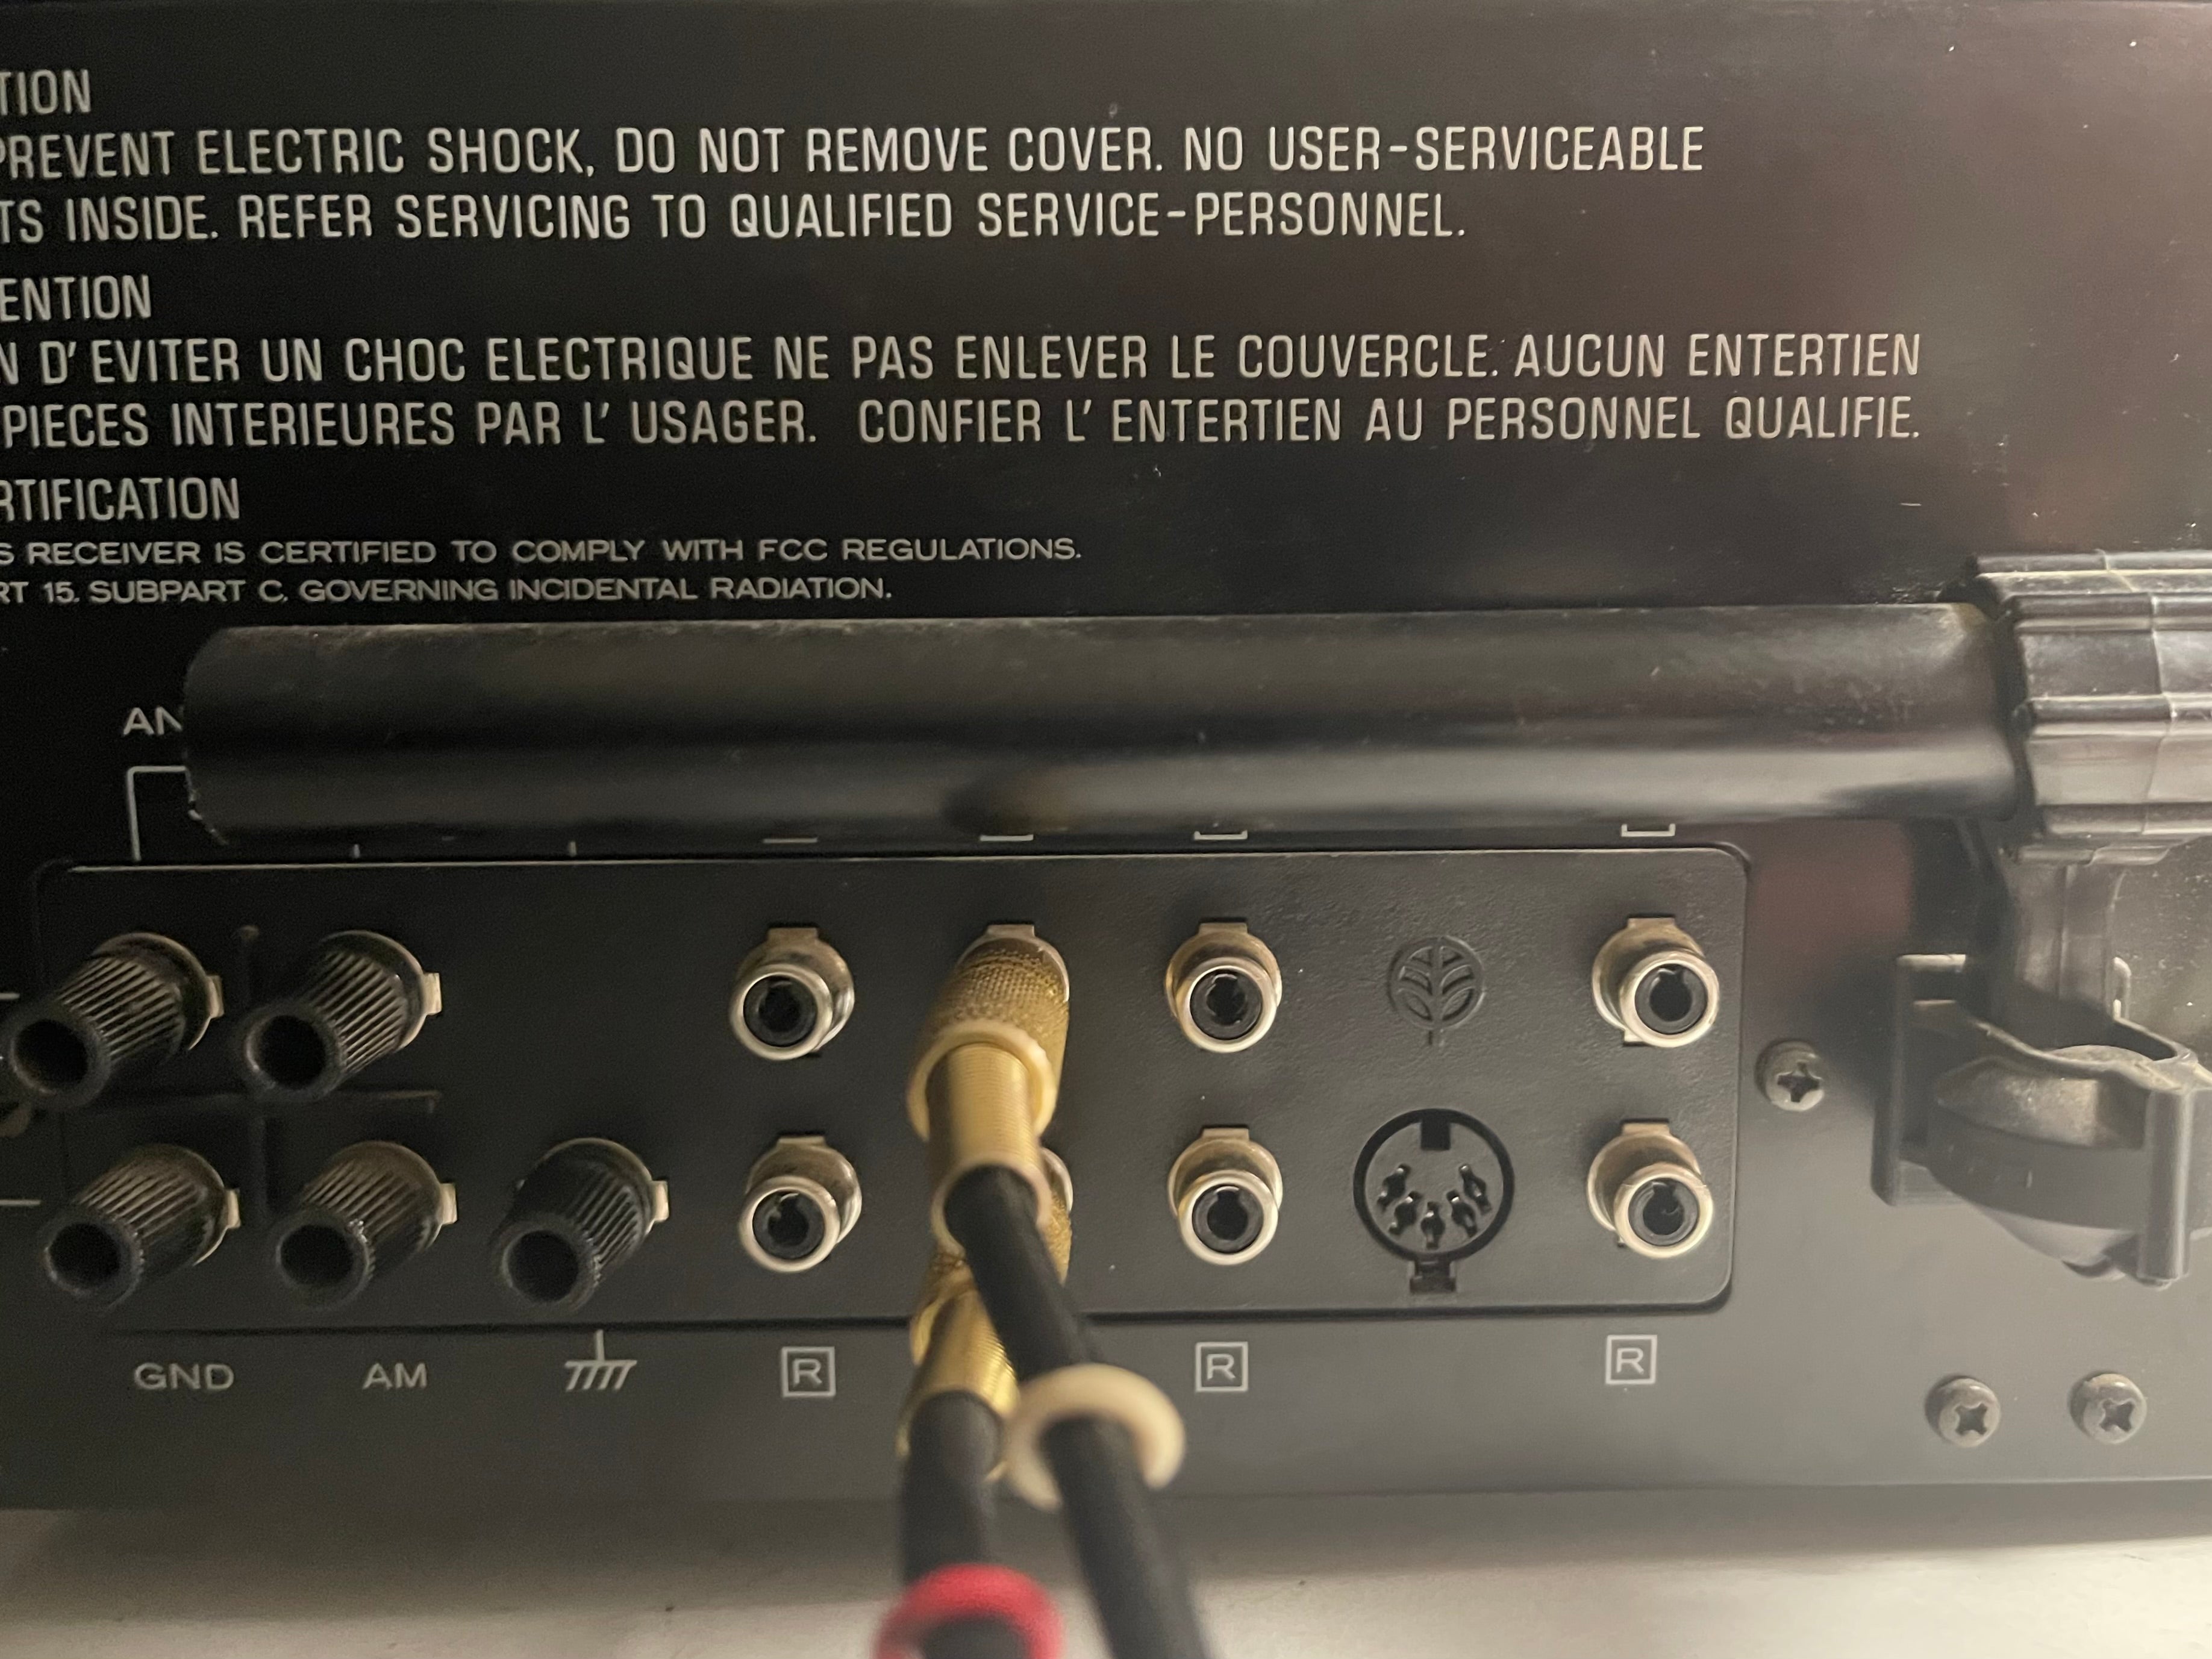 TION
PREVENT ELECTRIC SHOCK, DO NOT REMOVE COVER. NO USER-SERVICEABLE
TS INSIDE. REFER SERVICING TO QUALIFIED SERVICE-PERSONNEL.
ENTION
N D'EVITER UN CHOC ELECTRIQUE NE PAS ENLEVER LE COUVERCLE. AUCUN ENTERTIEN
PIECES INTERIEURES PAR L'USAGER. CONFIER L'ENTERTIEN AU PERSONNEL QUALIFIE.
RTIFICATION
S RECEIVER IS CERTIFIED TO COMPLY WITH FCC REGULATIONS.
RT 15. SUBPART C, GOVERNING INCIDENTAL RADIATION.
AN
GND AM R R R